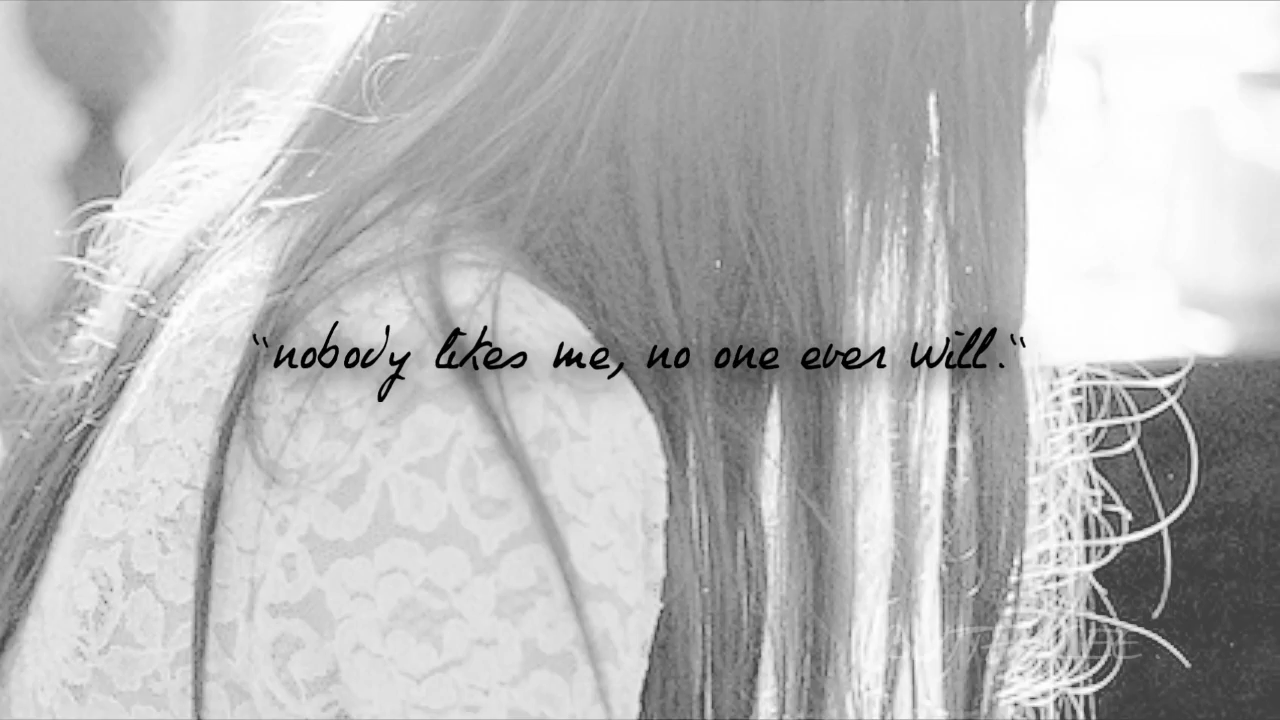 “nobody likes me, no one ever will.“